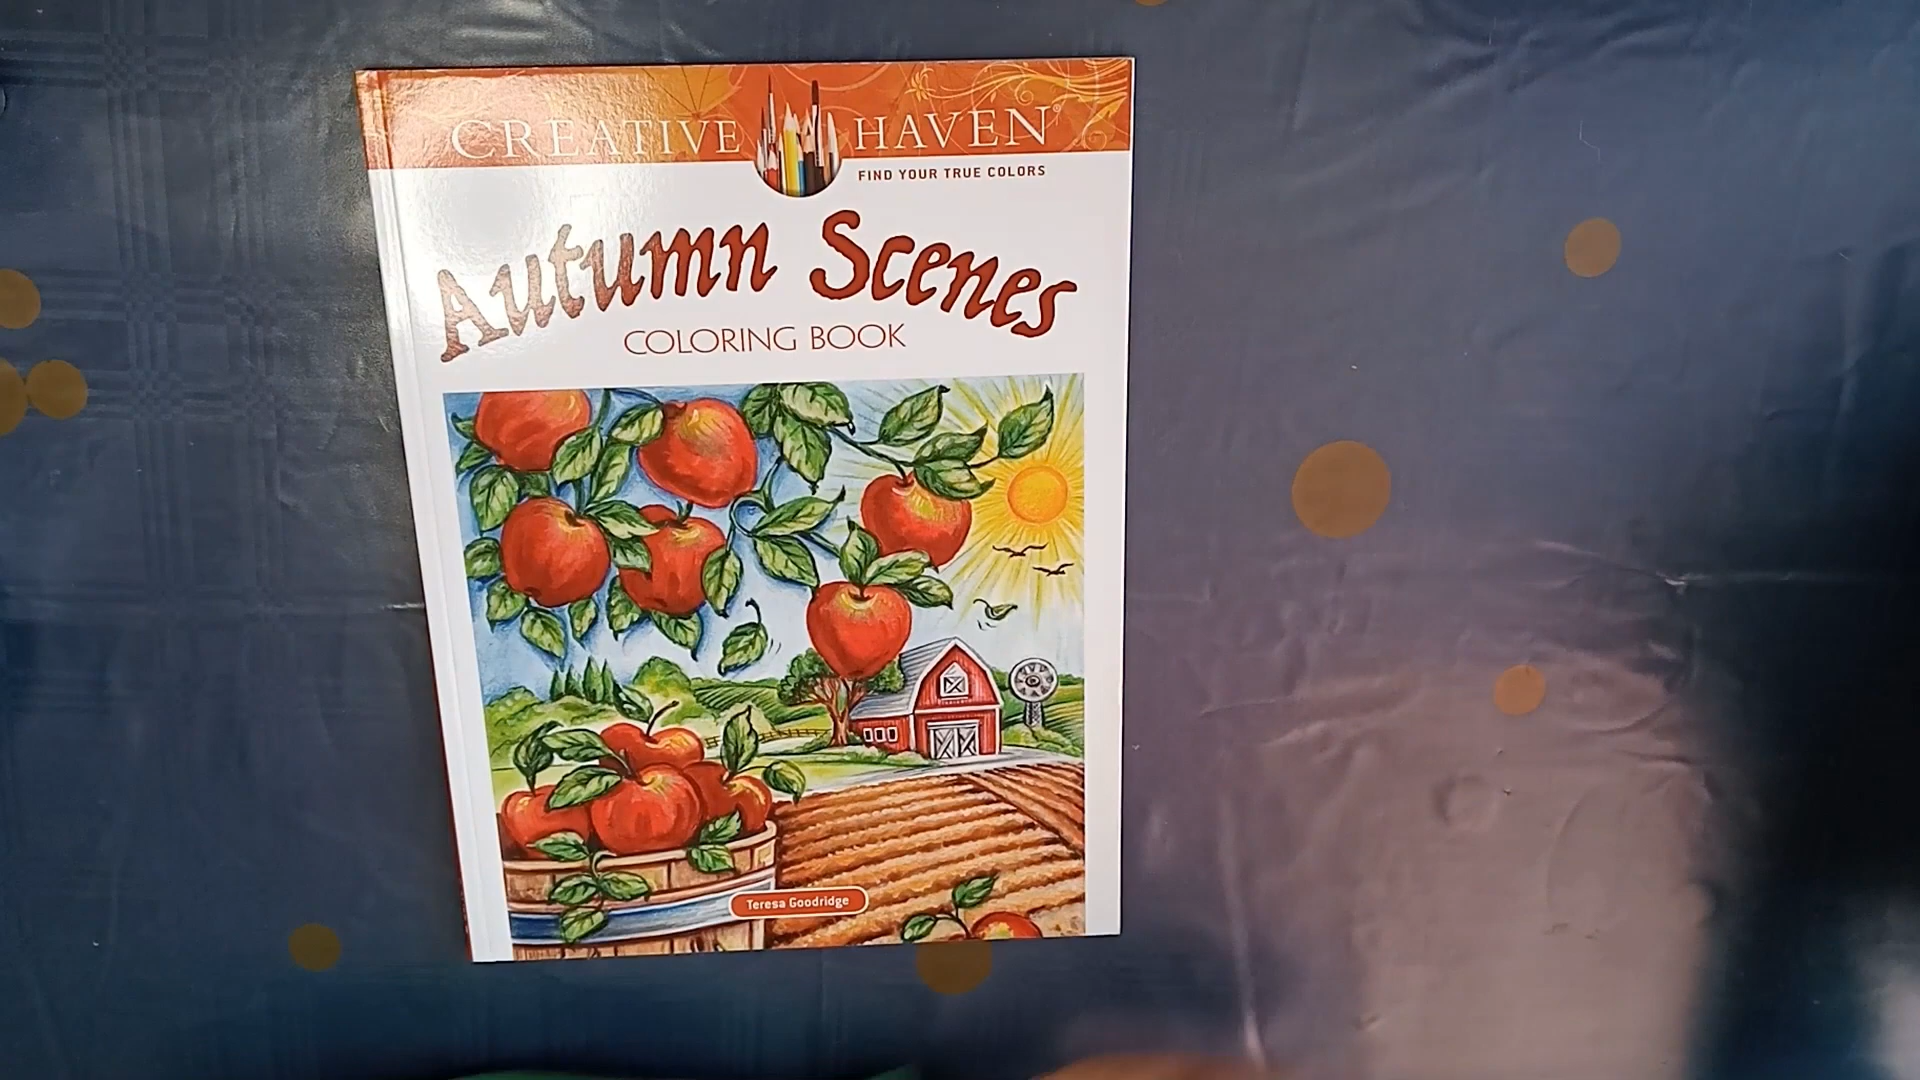 CREATIVE HAVEN®
FIND YOUR TRUE COLORS
Autumn Scenes
COLORING BOOK
Teresa Goodridge